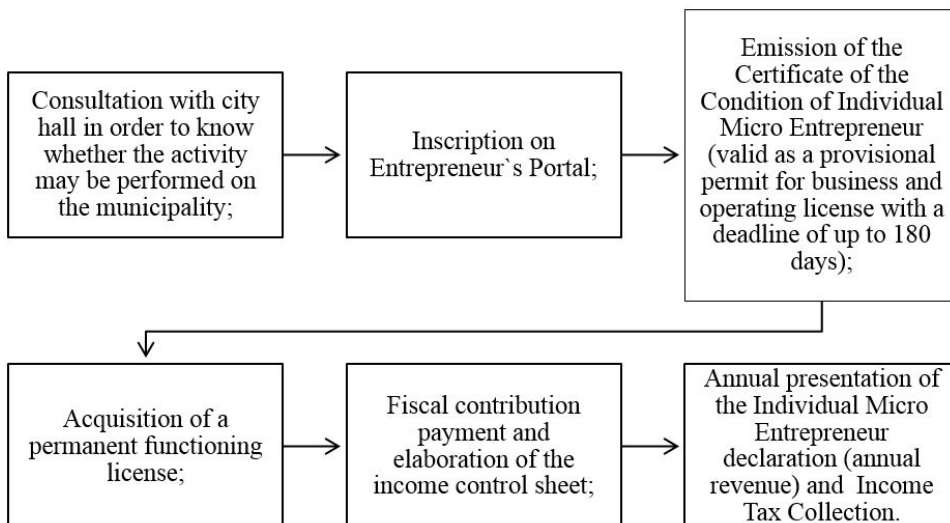 Consultation with city
hall in order to know
whether the activity
may be performed on
the municipality;
Inscription on
Entrepreneur`s Portal;
Emission of the
Certificate of the
Condition of Individual
Micro Entrepreneur
(valid as a provisional
permit for business and
operating license with a
deadline of up to 180
days);
Acquisition of a
permanent functioning
license;
Fiscal contribution
payment and
elaboration of the
income control sheet;
Annual presentation of
the Individual Micro
Entrepreneur
declaration (annual
revenue) and Income
Tax Collection.